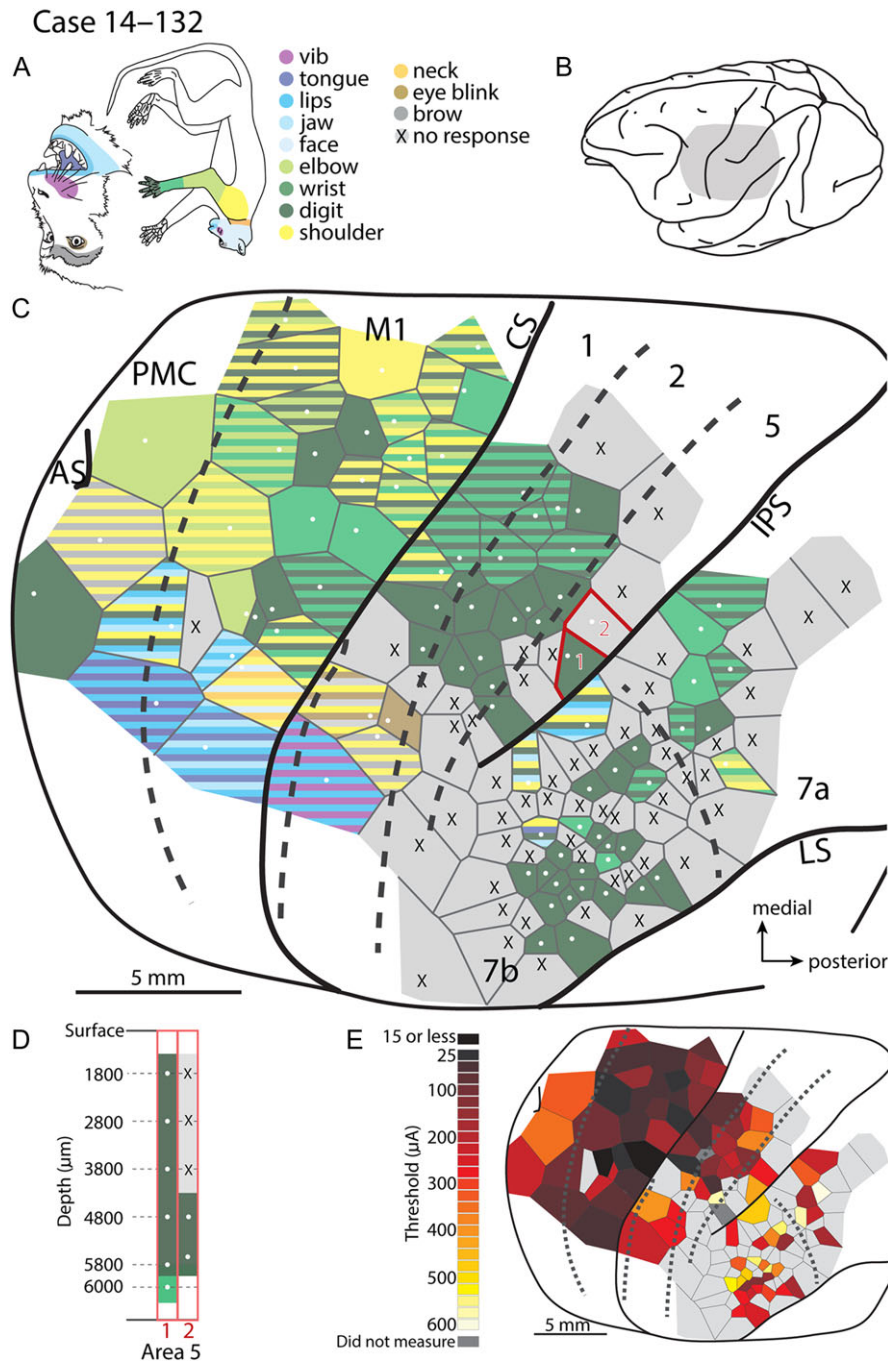 Case 14–132
A
vib
tongue
lips
jaw
face
elbow
wrist
digit
shoulder
neck
eye blink
brow
X no response
B
C
PMC
M1
CS
1
2
5
AS
IPS
2
1
7a
LS
7b
medial
posterior
5 mm
D
Surface
1800
2800
3800
4800
5800
6000
Depth (µm)
X
X
X
1 2
Area 5
E
15 or less
25
100
200
300
400
500
600
Threshold (µA)
Did not measure
5 mm